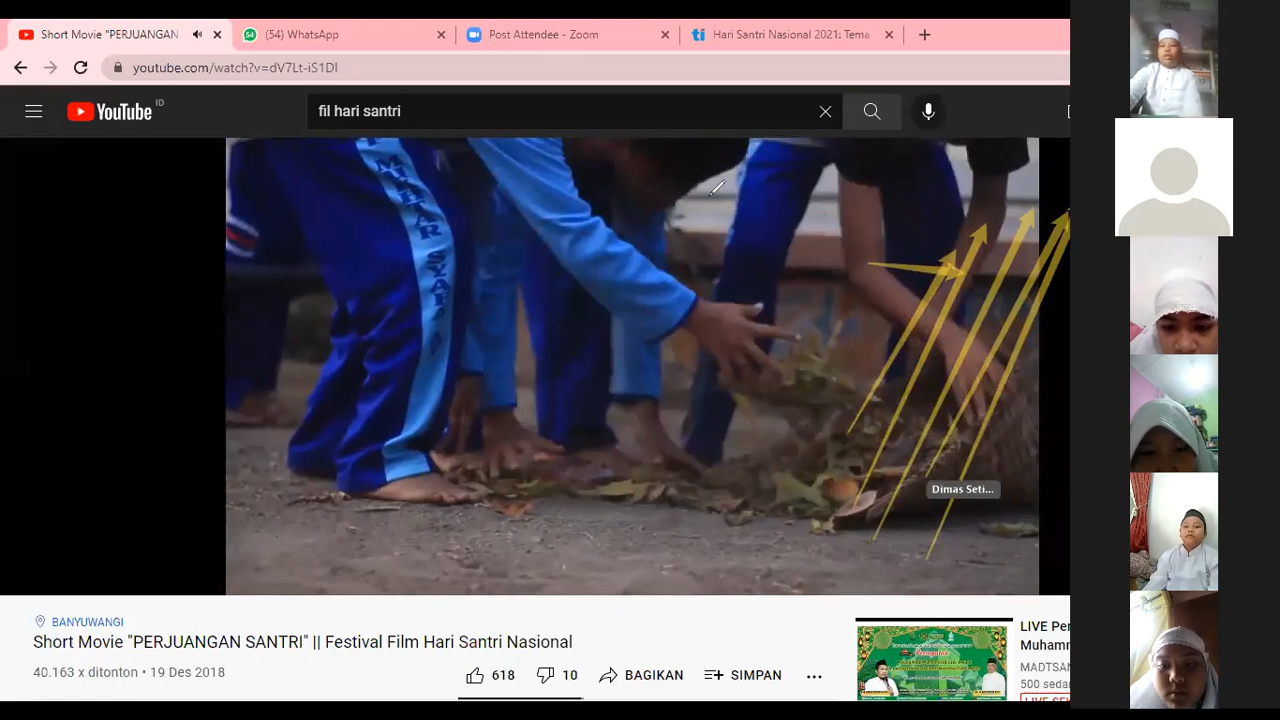 Short Movie "PERJUANGAN
(54) WhatsApp
Post Attendee - Zoom
Hari Santri Nasional 2021: Tema
youtube.com/watch?v=dV7Lt-iS1DI
YouTube ID
fil hari santri
Dimas Seti...
BANYUWANGI
Short Movie "PERJUANGAN SANTRI" || Festival Film Hari Santri Nasional
40.163 x ditonton • 19 Des 2018
618
10
BAGIKAN
SIMPAN
LIVE Per
Muhamm
MADTSAN
500 sedan